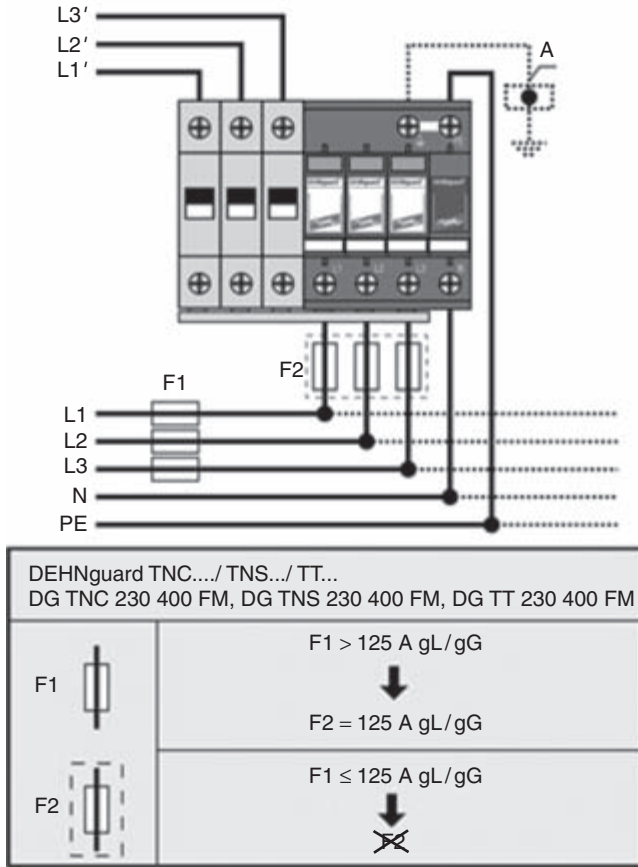 L3′
L2′
L1′
A
F2
F1
L1
L2
L3
N
PE
DEHNguard TNC..../ TNS.../ TT...
DG TNC 230 400 FM, DG TNS 230 400 FM, DG TT 230 400 FM
F1
F1 > 125 A gL/gG
F2 = 125 A gL/gG
F2
F1 ≤ 125 A gL/gG
F2